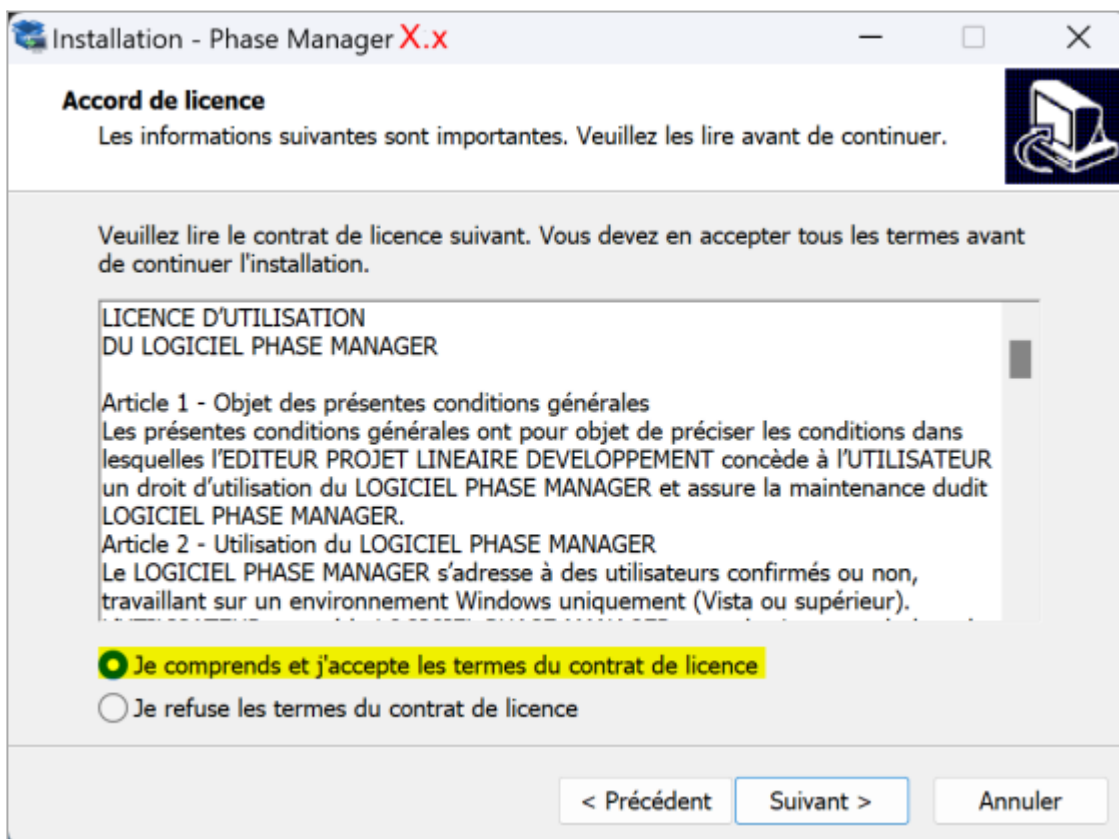 Installation - Phase Manager X.x
Accord de licence
Les informations suivantes sont importantes. Veuillez les lire avant de continuer.
Veuillez lire le contrat de licence suivant. Vous devez en accepter tous les termes avant
de continuer l'installation.
LICENCE D’UTILISATION
DU LOGICIEL PHASE MANAGER
Article 1 - Objet des présentes conditions générales
Les présentes conditions générales ont pour objet de préciser les conditions dans
lesquelles l’EDITEUR PROJET LINEAIRE DEVELOPPEMENT concède à l’UTILISATEUR
un droit d’utilisation du LOGICIEL PHASE MANAGER et assure la maintenance dudit
LOGICIEL PHASE MANAGER.
Article 2 - Utilisation du LOGICIEL PHASE MANAGER
Le LOGICIEL PHASE MANAGER s’adresse à des utilisateurs confirmés ou non,
travaillant sur un environnement Windows uniquement (Vista ou supérieur).
Je comprends et j'accepte les termes du contrat de licence
Je refuse les termes du contrat de licence
< Précédent
Suivant >
Annuler